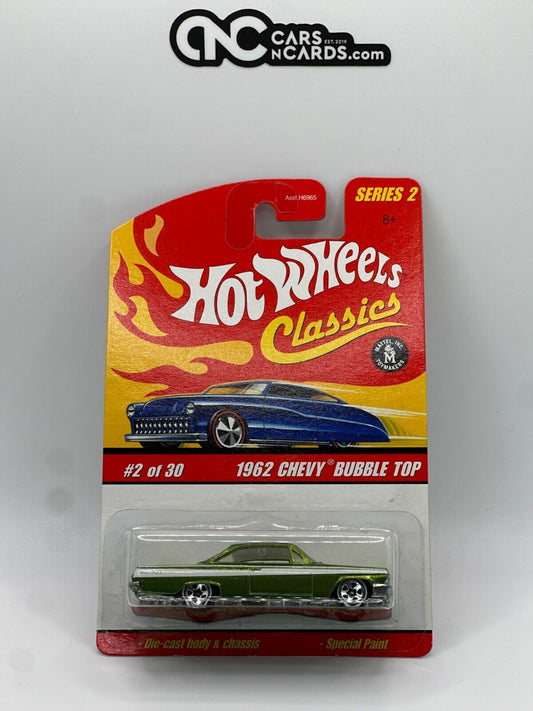 CNC CARS EST. 2019
nCARDS.com
Asst.H6965
SERIES 2
8+
HOT WHEELS
Classics
MATTEL, INC.
M
TOYMAKERS
#2 of 30
1962 CHEVY® BUBBLE TOP
- Die-cast body & chassis
- Special Paint